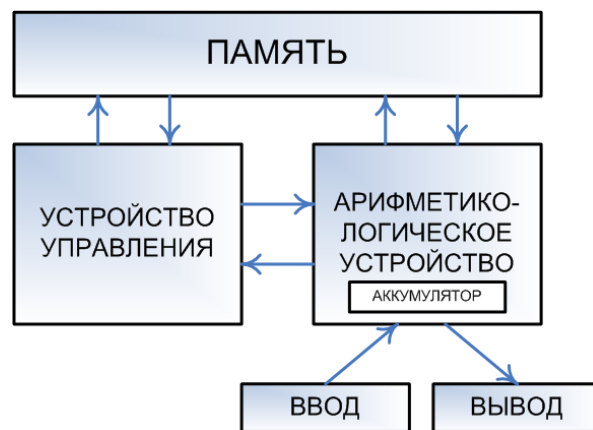 ПАМЯТЬ
УСТРОЙСТВО
УПРАВЛЕНИЯ
АРИФМЕТИКО-
ЛОГИЧЕСКОЕ
УСТРОЙСТВО
АККУМУЛЯТОР
ВВОД
ВЫВОД